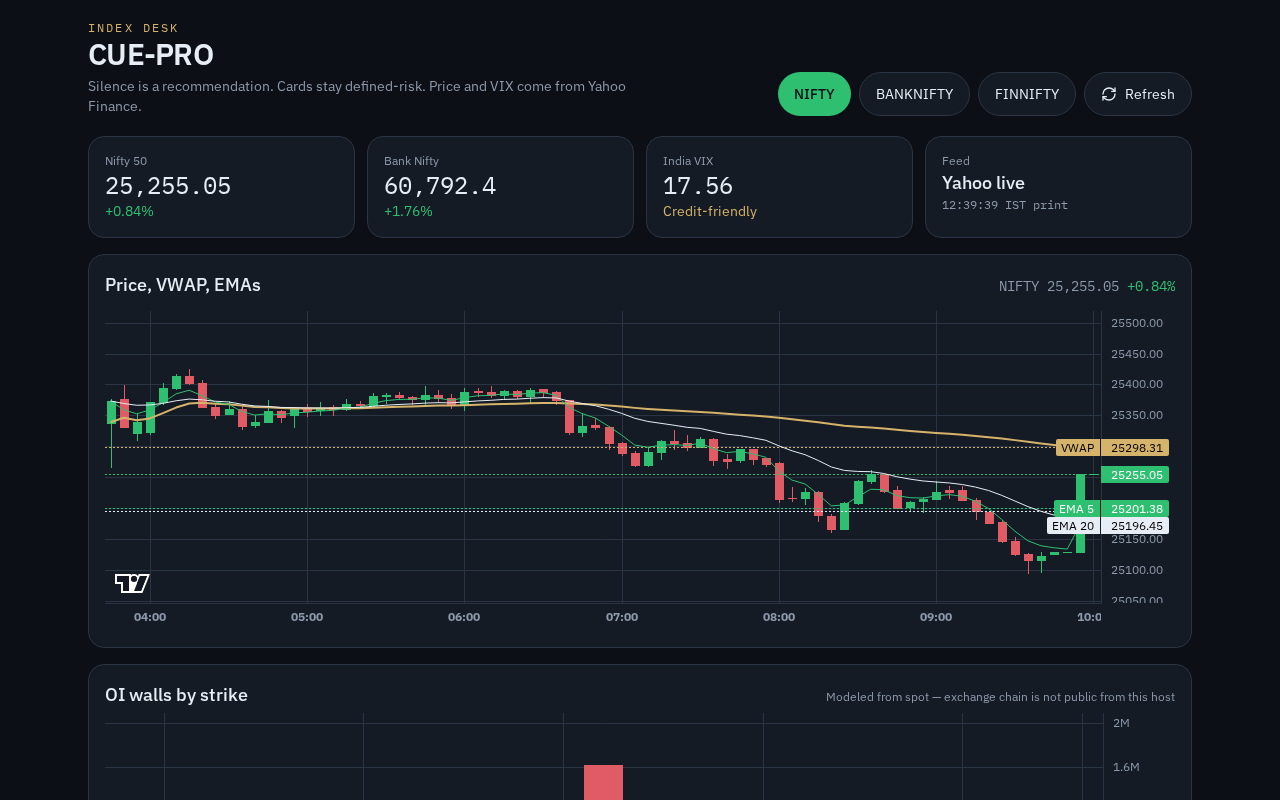 INDEX DESK
CUE-PRO
Silence is a recommendation. Cards stay defined-risk. Price and VIX come from Yahoo
Finance.
NIFTY
BANKNIFTY
FINNIFTY
Refresh
Nifty 50
25,255.05
+0.84%
Bank Nifty
60,792.4
+1.76%
India VIX
17.56
Credit-friendly
Feed
Yahoo live
12:39:39 IST print
Price, VWAP, EMAs
NIFTY 25,255.05 +0.84%
25500.00
25450.00
25400.00
25350.00
VWAP 25298.31
25255.05
EMA 5 25201.38
EMA 20 25196.45
25150.00
25100.00
25050.00
04:00
05:00
06:00
07:00
08:00
09:00
10:0
OI walls by strike
Modeled from spot — exchange chain is not public from this host
2M
1.6M